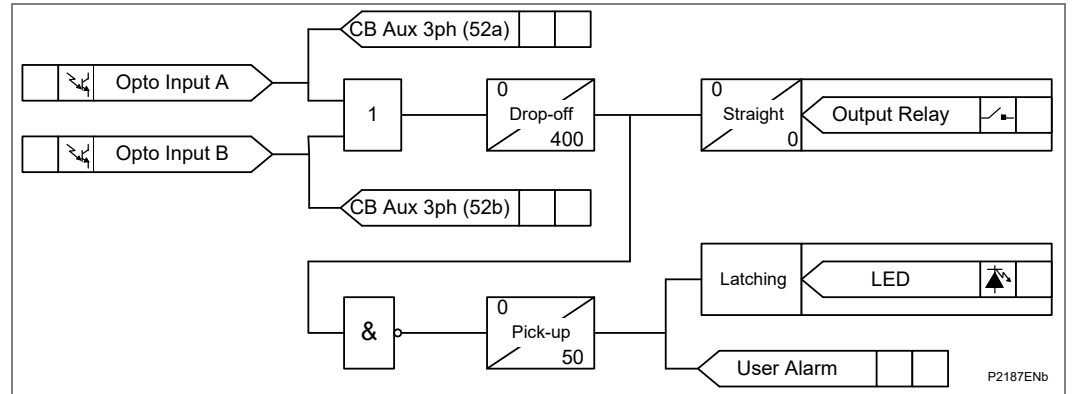 CB Aux 3ph (52a)
Opto Input A
1
0
Drop-off
400
0
Straight
0
Output Relay
Opto Input B
CB Aux 3ph (52b)
&
0
Pick-up
50
Latching
LED
User Alarm
P2187ENb